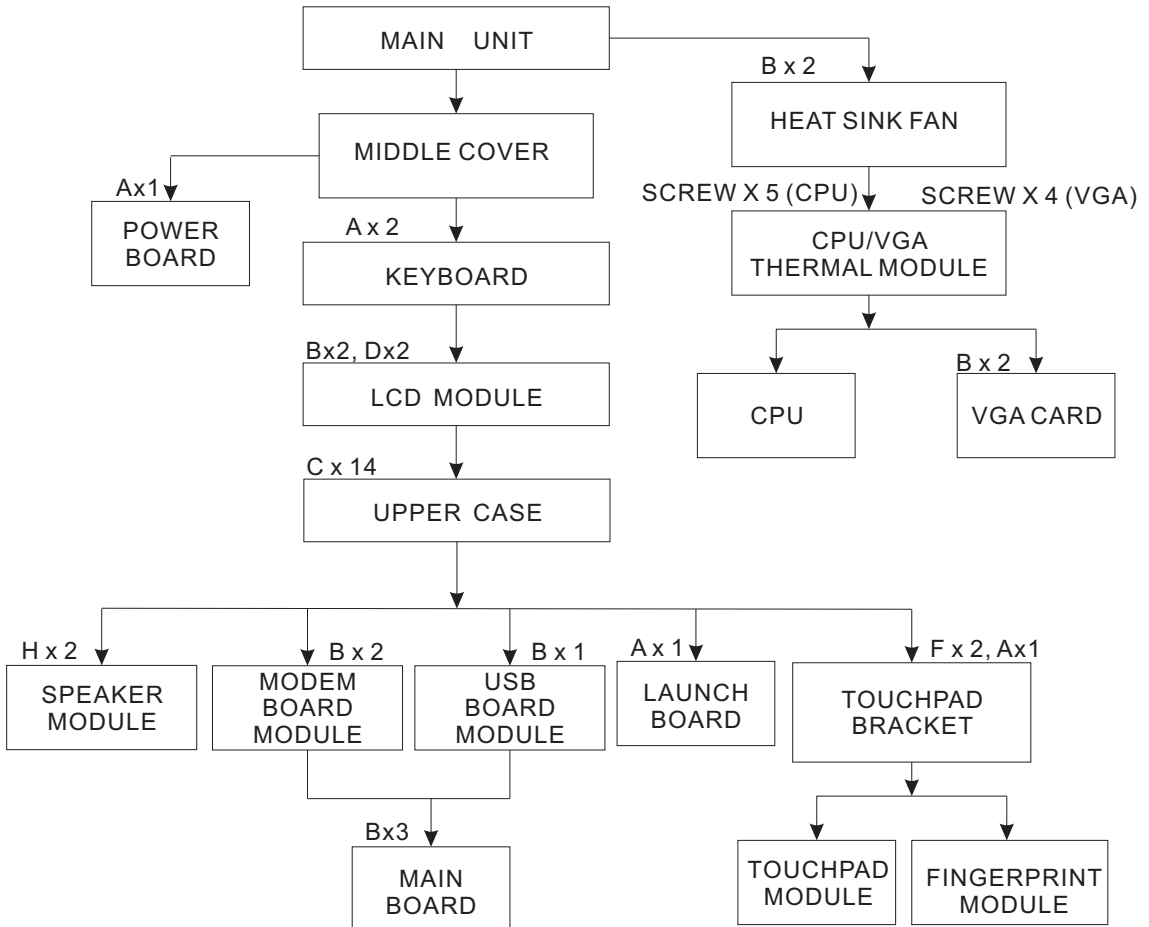 MAIN UNIT
B x 2
HEAT SINK FAN
MIDDLE COVER
Ax1
POWER
BOARD
SCREW X 5 (CPU)
SCREW X 4 (VGA)
A x 2
KEYBOARD
CPU/VGA
THERMAL MODULE
Bx2, Dx2
LCD MODULE
CPU
B x 2
VGA CARD
C x 14
UPPER CASE
H x 2
SPEAKER
MODULE
B x 2
MODEM
BOARD
MODULE
B x 1
USB
BOARD
MODULE
A x 1
LAUNCH
BOARD
F x 2, Ax1
TOUCHPAD
BRACKET
Bx3
MAIN
BOARD
TOUCHPAD
MODULE
FINGERPRINT
MODULE